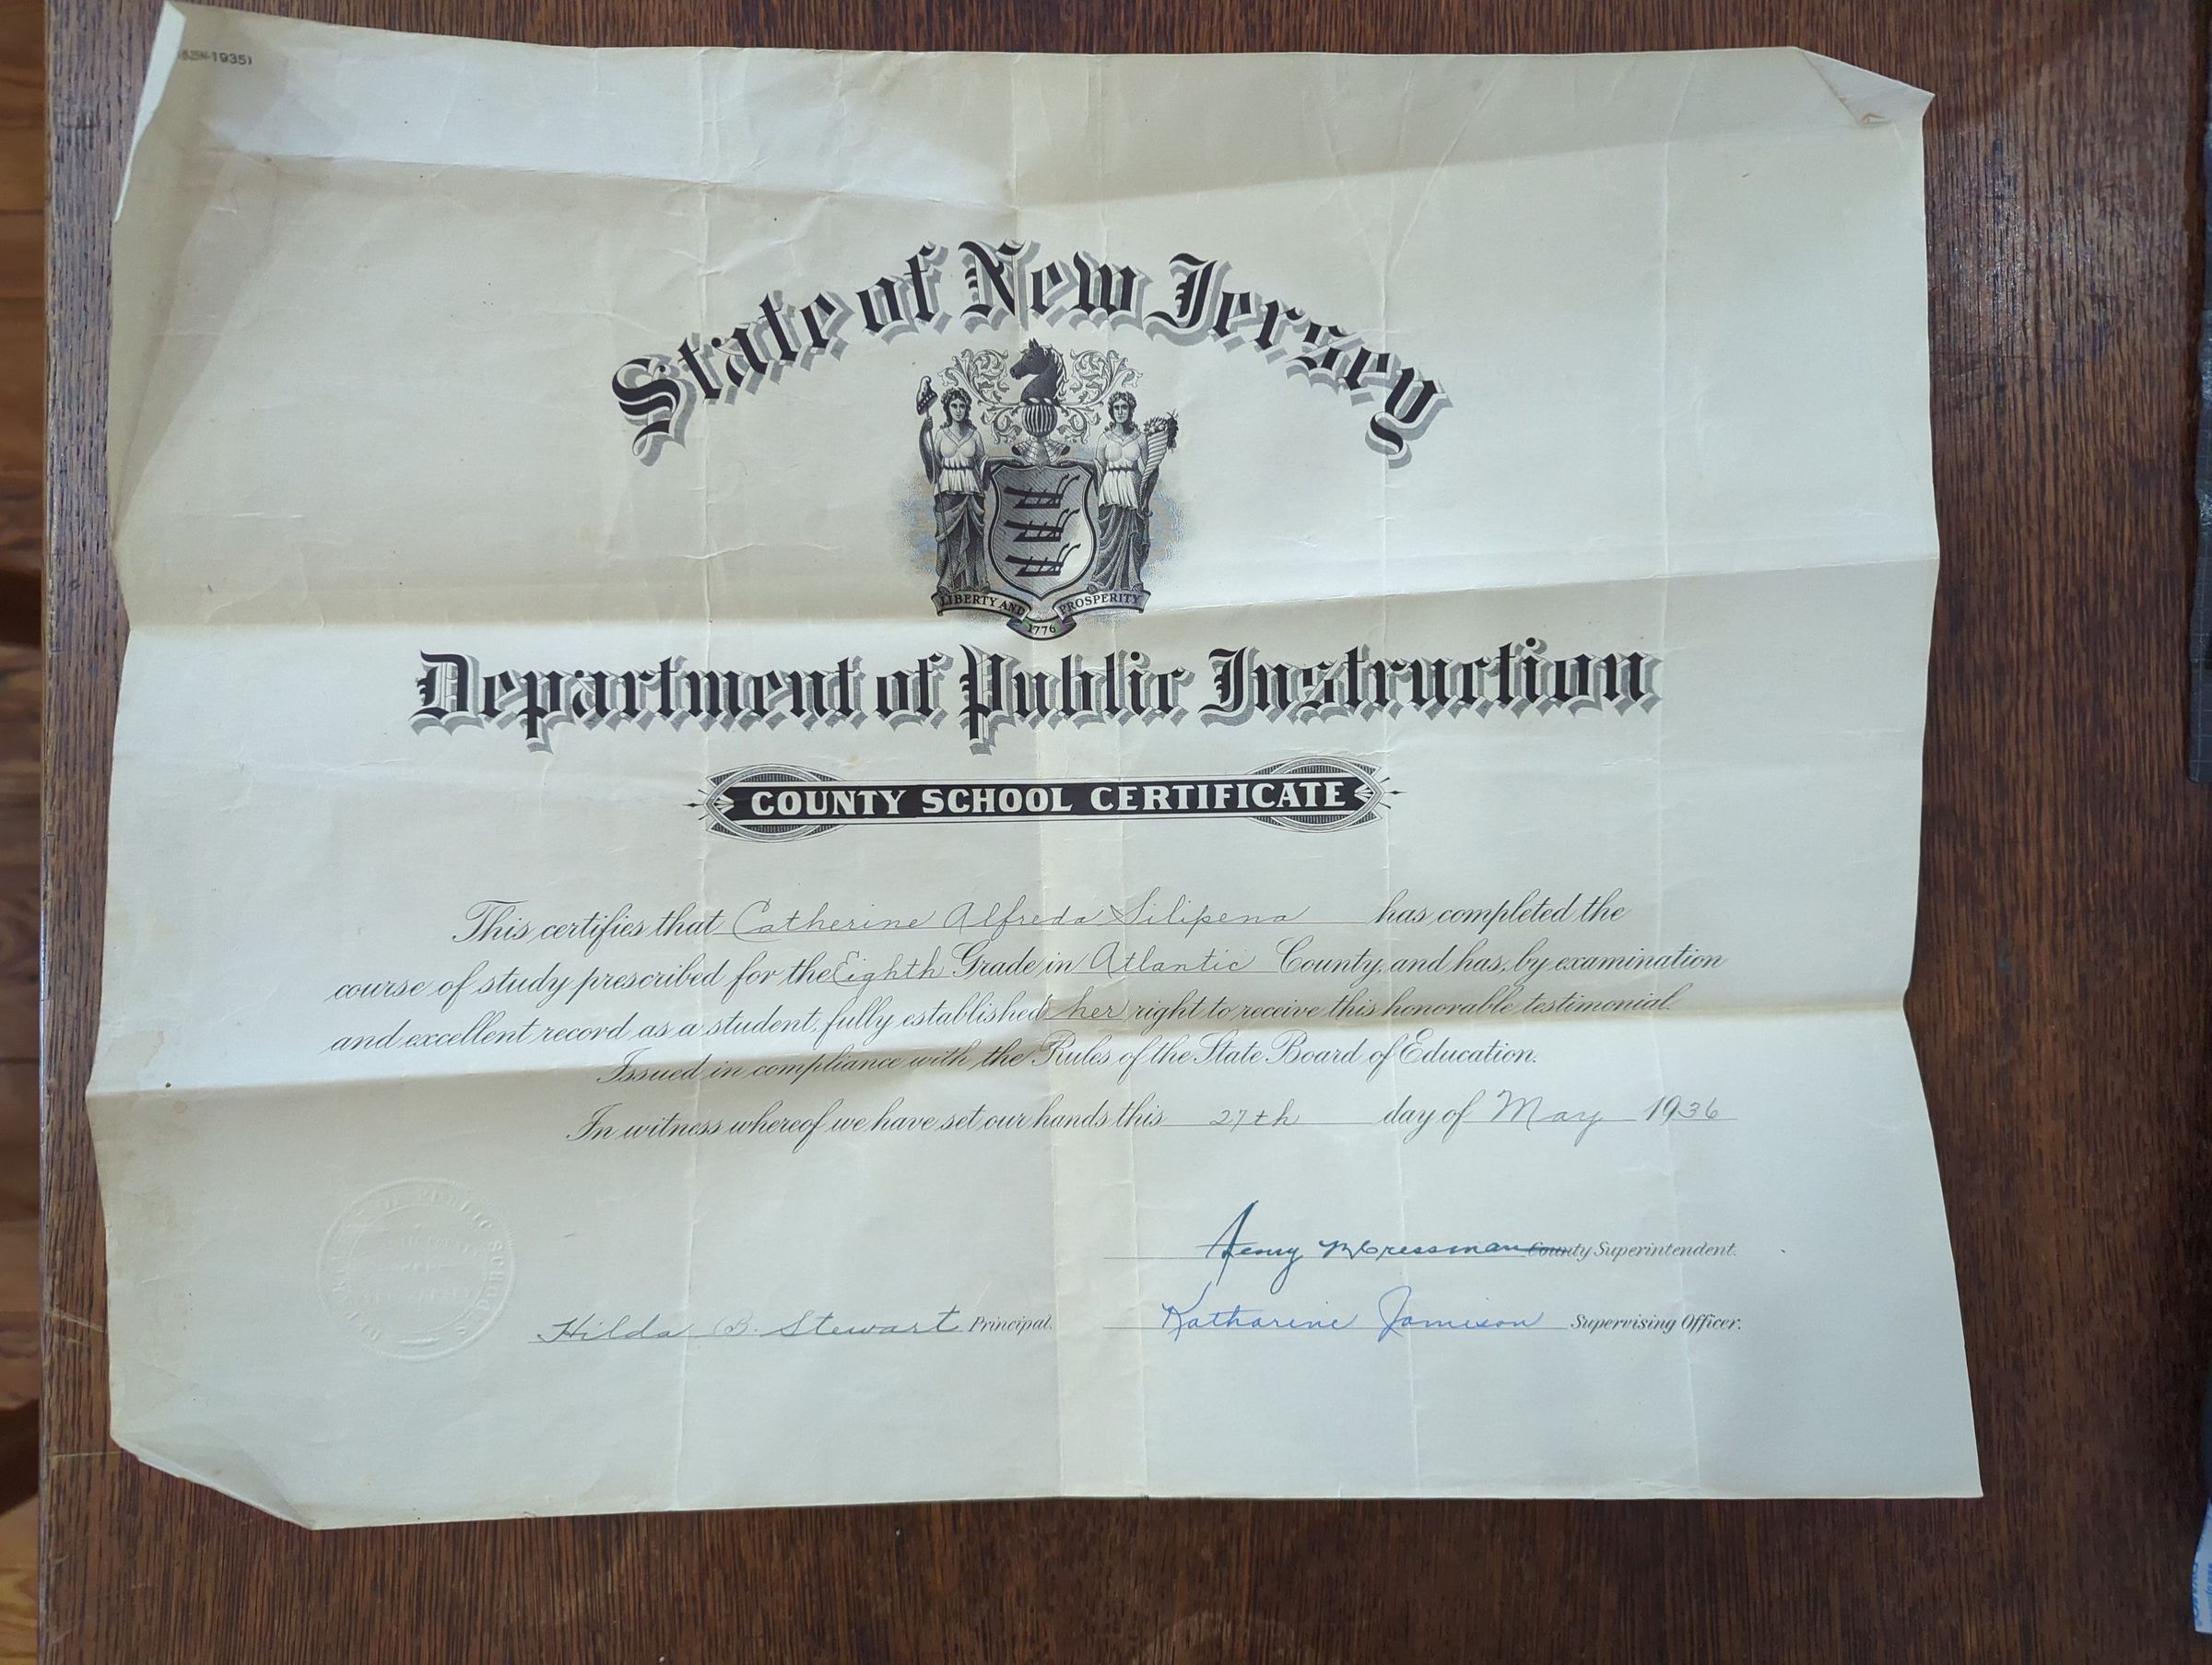 -1935)
State of New Jersey
LIBERTY AND PROSPERITY
1776
Department of Public Instruction
COUNTY SCHOOL CERTIFICATE
This certifies that Catherine Alfreda Silipena has completed the
course of study prescribed for the Eighth Grade in Atlantic County, and has, by examination
and excellent record as a student, fully established her right to receive this honorable testimonial.
Issued in compliance with the Rules of the State Board of Education.
In witness whereof we have set our hands this 27th day of May 1936
Henry M Cressman County Superintendent.
Hilda B. Stewart Principal.
Katharine Jamison Supervising Officer.